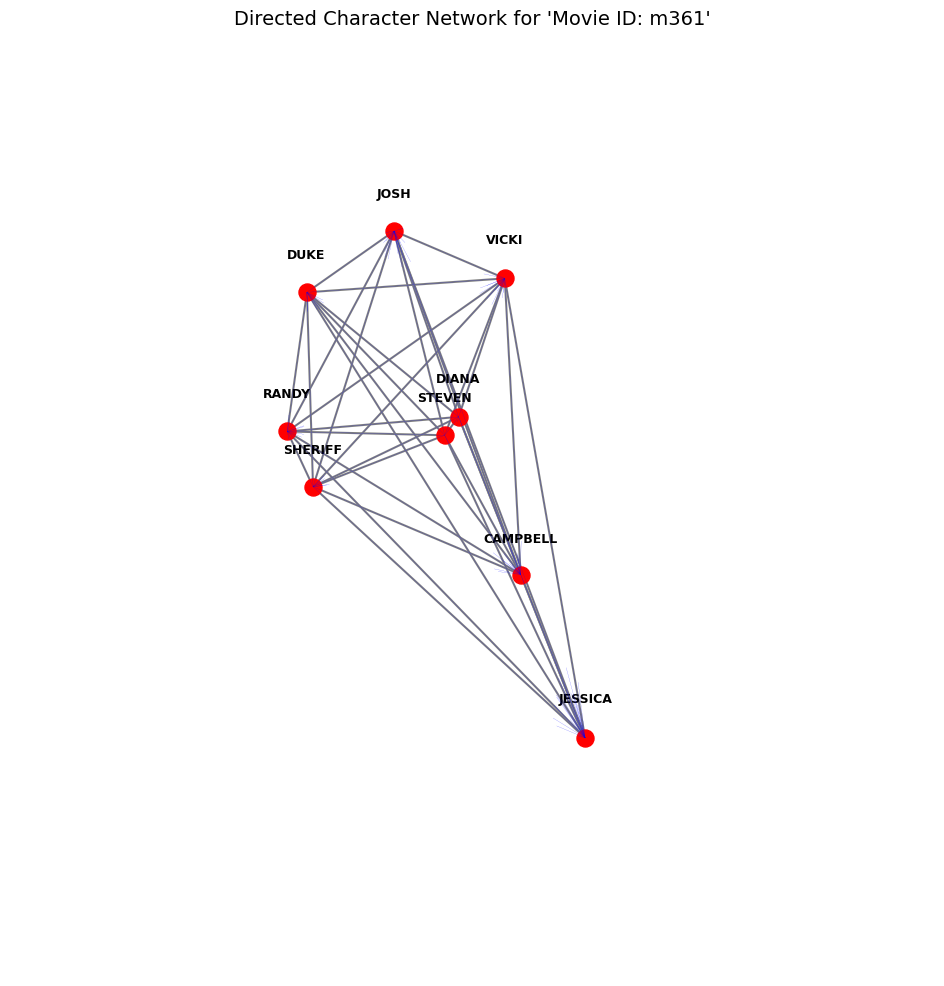 Directed Character Network for 'Movie ID: m361'
JOSH
VICKI
DUKE
DIANA
RANDY
STEVEN
SHERIFF
CAMPBELL
JESSICA